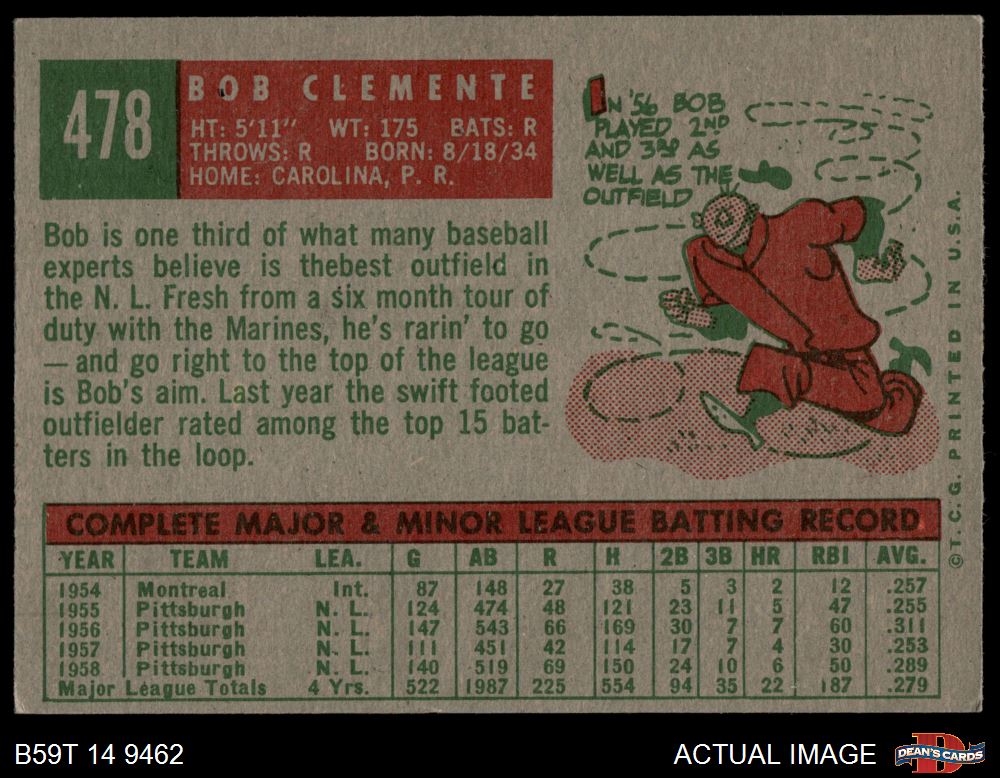 478
BOB CLEMENTE
HT: 5'11" WT: 175 BATS: R
THROWS: R BORN: 8/18/34
HOME: CAROLINA, P. R.
IN '56 BOB
PLAYED 2ND
AND 3RD AS
WELL AS THE
OUTFIELD
Bob is one third of what many baseball
experts believe is thebest outfield in
the N. L. Fresh from a six month tour of
duty with the Marines, he's rarin' to go
—and go right to the top of the league
is Bob's aim. Last year the swift footed
outfielder rated among the top 15 bat-
ters in the loop.
©T. C. G. PRINTED IN U.S.A.
COMPLETE MAJOR & MINOR LEAGUE BATTING RECORD
YEAR TEAM LEA. G AB R H 2B 3B HR RBI AVG.
1954 Montreal Int. 87 148 27 38 5 3 2 12 .257
1955 Pittsburgh N. L. 124 474 48 121 23 11 5 47 .255
1956 Pittsburgh N. L. 147 543 66 169 30 7 7 60 .311
1957 Pittsburgh N. L. 111 451 42 114 17 7 4 30 .253
1958 Pittsburgh N. L. 140 519 69 150 24 10 6 50 .289
Major League Totals 4 Yrs. 522 1987 225 554 94 35 22 187 .279
B59T 14 9462
ACTUAL IMAGE
DEAN'S CARDS